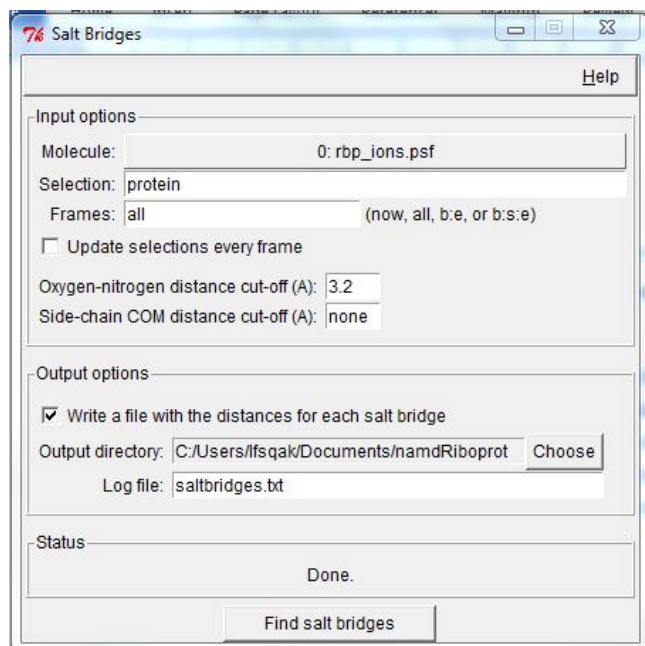 Salt Bridges
Help
Input options
Molecule: 0: rbp_ions.psf
Selection: protein
Frames: all (now, all, b:e, or b:s:e)
Update selections every frame
Oxygen-nitrogen distance cut-off (A): 3.2
Side-chain COM distance cut-off (A): none
Output options
Write a file with the distances for each salt bridge
Output directory: C:/Users/lfsqak/Documents/namdRiboprot Choose
Log file: saltbridges.txt
Status
Done.
Find salt bridges